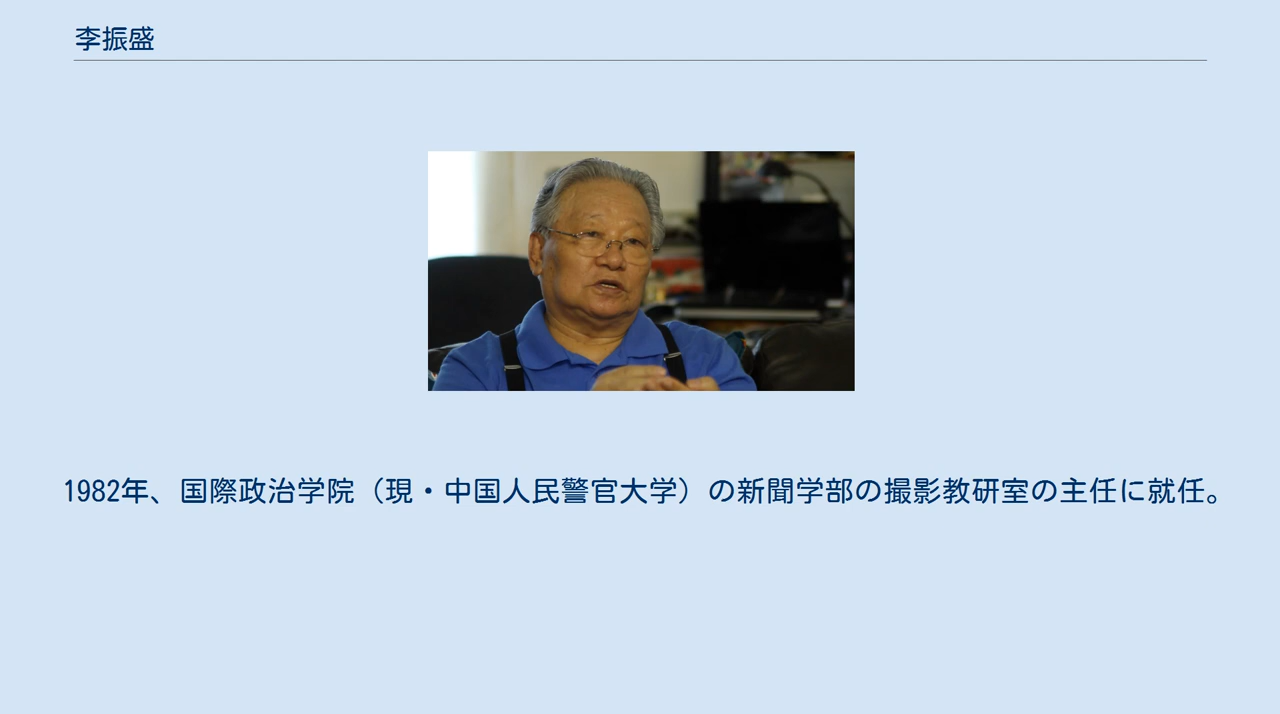 李振盛
1982年、国際政治学院（現・中国人民警官大学）の新聞学部の撮影教研室の主任に就任。